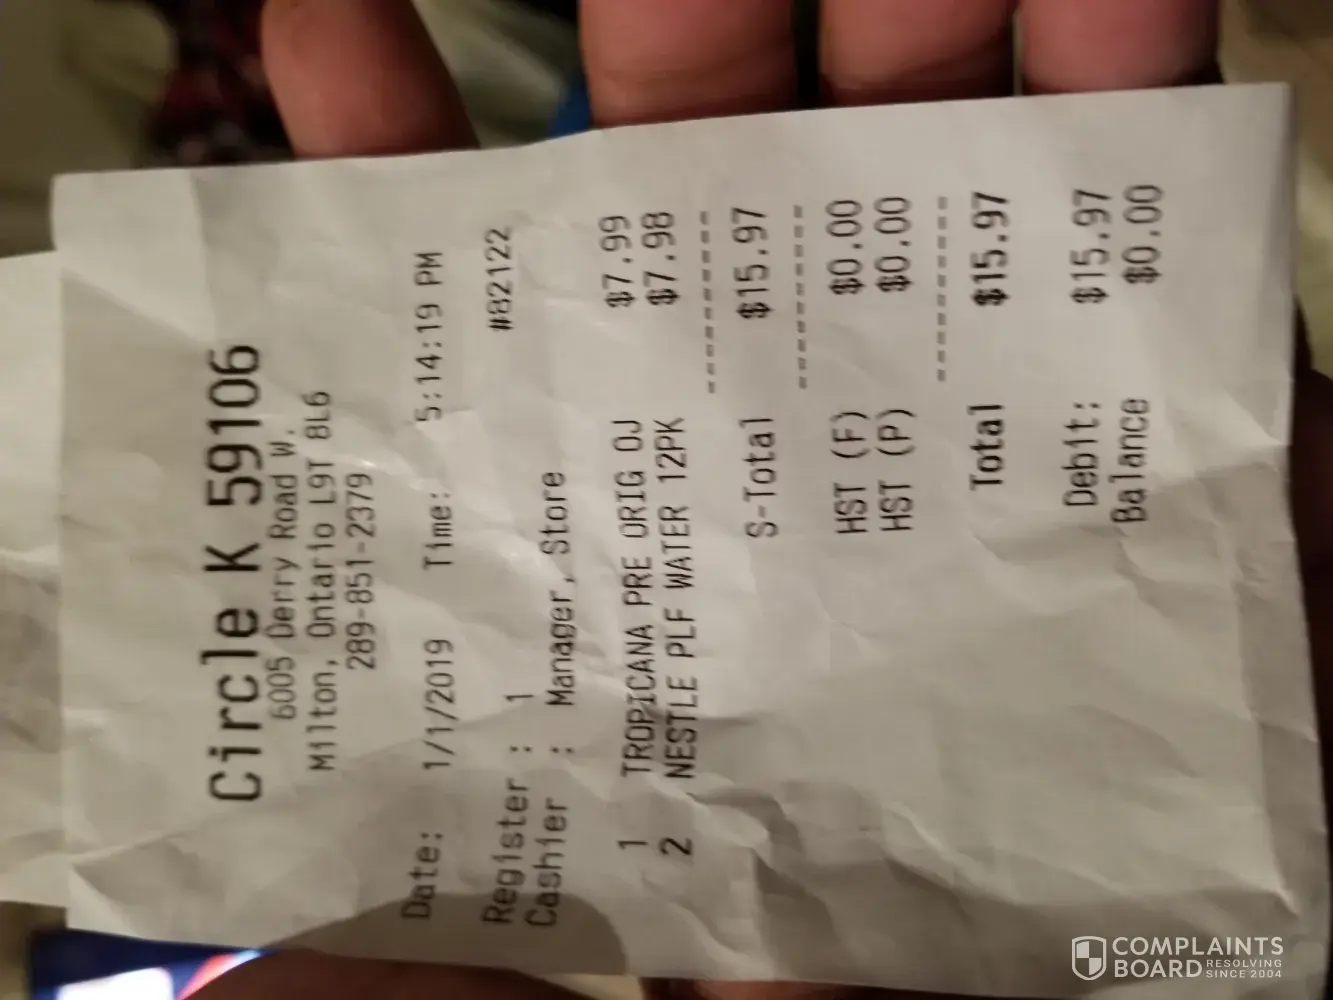 Circle K 59106
6005 Derry Road W.
Milton, Ontario L9T 8L6
289-851-2379
Date: 1/1/2019 Time: 5:14:19 PM
Register : 1 #82122
Cashier : Manager, Store
1 TROPICANA PRE ORIG OJ $7.99
2 NESTLE PLF WATER 12PK $7.98
S-Total $15.97
HST (F) $0.00
HST (P) $0.00
Total $15.97
Debit: $15.97
Balance $0.00
COMPLAINTS
BOARD RESOLVING
SINCE 2004